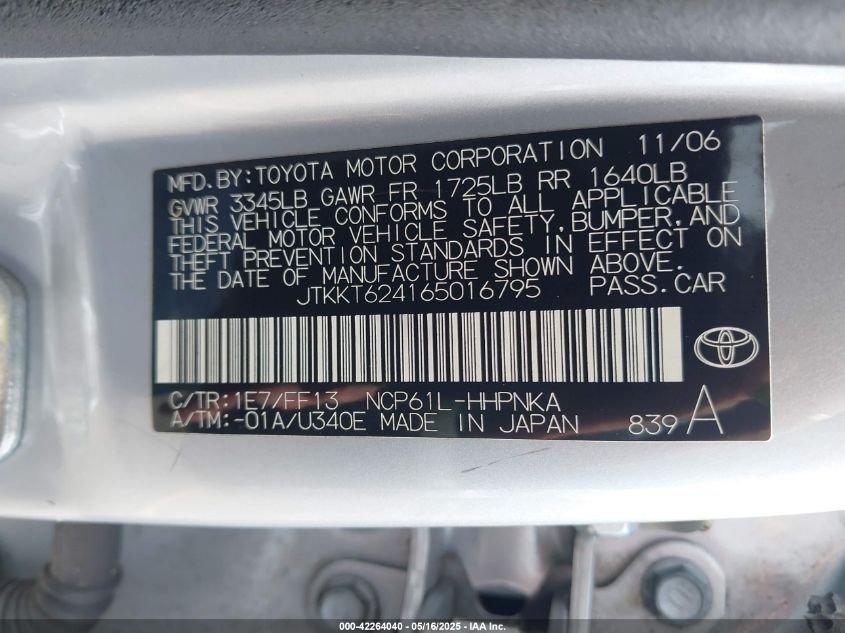 MFD.BY:TOYOTA MOTOR CORPORATION 11/06
GVWR 3345LB GAWR FR 1725LB RR 1640LB
THIS VEHICLE CONFORMS TO ALL APPLICABLE
FEDERAL MOTOR VEHICLE SAFETY,BUMPER,AND
THEFT PREVENTION STANDARDS IN EFFECT ON
THE DATE OF MANUFACTURE SHOWN ABOVE.
JTKKT624165016795 PASS.CAR
C/TR:1E7/FF13 NCP61L-HHPNKA
A/TM:-01A/U340E MADE IN JAPAN 839 A
000-42264040 - 05/16/2025 - IAA Inc.